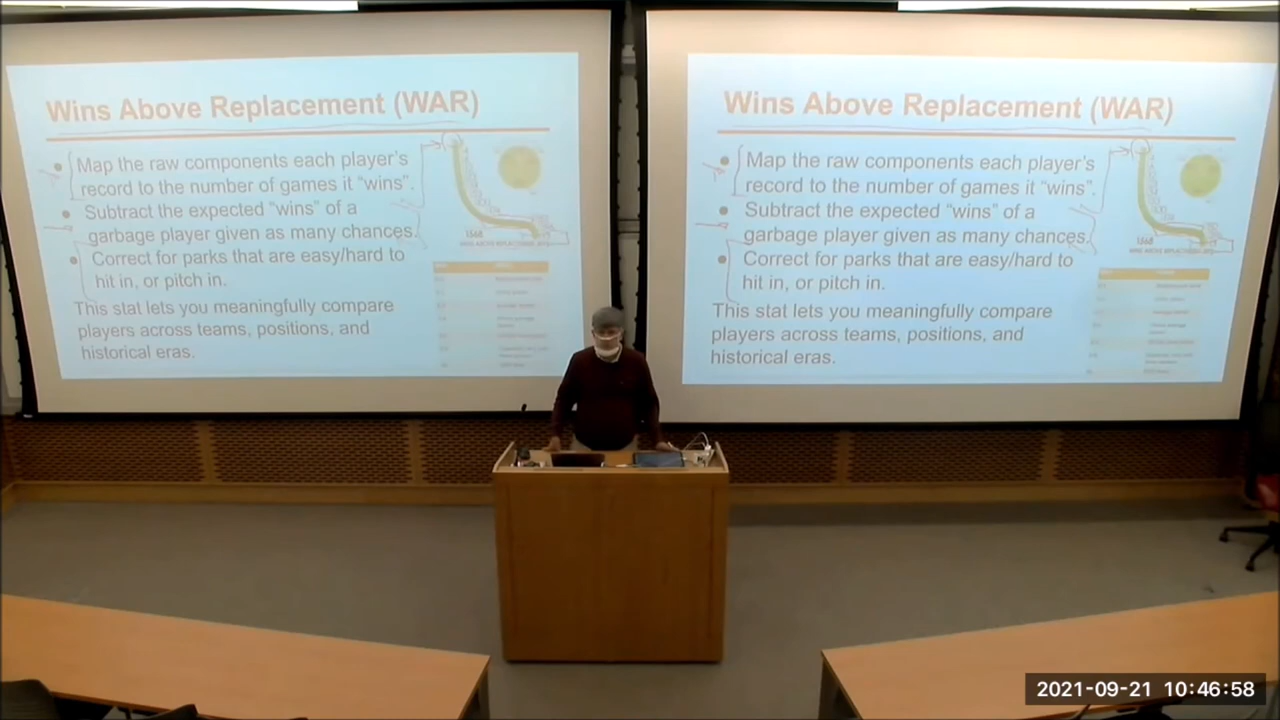 Wins Above Replacement (WAR)
Map the raw components each player's
record to the number of games it “wins”.
Subtract the expected “wins” of a
garbage player given as many chances.
Correct for parks that are easy/hard to
hit in, or pitch in.
This stat lets you meaningfully compare
players across teams, positions, and
historical eras.
Wins Above Replacement (WAR)
Map the raw components each player's
record to the number of games it “wins”.
Subtract the expected “wins” of a
garbage player given as many chances.
Correct for parks that are easy/hard to
hit in, or pitch in.
This stat lets you meaningfully compare
players across teams, positions, and
historical eras.
2021-09-21 10:46:58